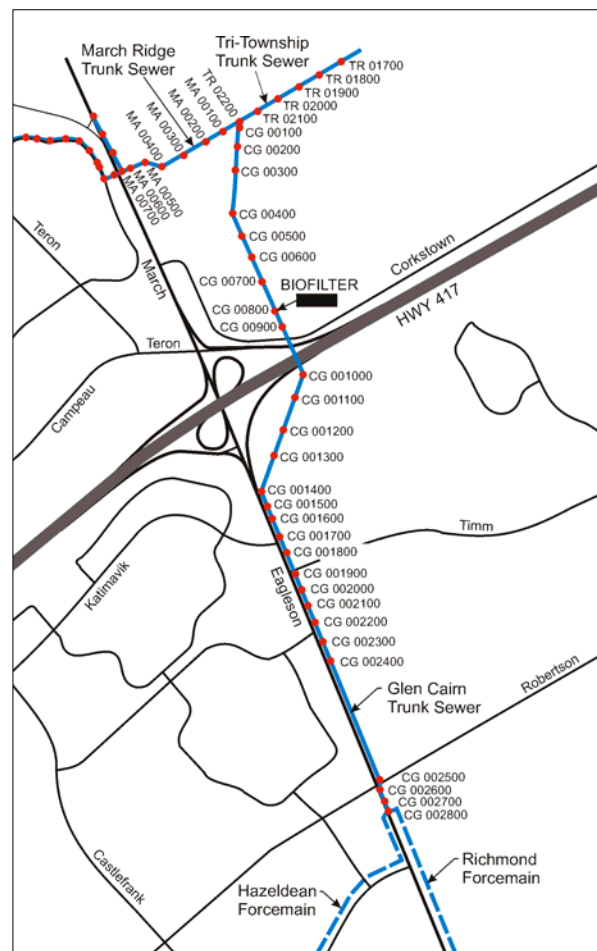 March Ridge
Trunk Sewer
Tri-Township
Trunk Sewer
TR 01700
TR 01800
TR 01900
TR 02000
TR 02100
TR 02200
MA 00100
MA 00200
MA 00300
MA 00400
MA 00500
MA 00600
MA 00700
CG 00100
CG 00200
CG 00300
CG 00400
CG 00500
CG 00600
CG 00700
BIOFILTER
CG 00800
CG 00900
Teron
March
Corkstown
HWY 417
Teron
Campeau
CG 001000
CG 001100
CG 001200
CG 001300
CG 001400
CG 001500
CG 001600
CG 001700
CG 001800
Timm
Katimavik
Eagleson
CG 001900
CG 002000
CG 002100
CG 002200
CG 002300
CG 002400
Glen Cairn
Trunk Sewer
Robertson
CG 002500
CG 002600
CG 002700
CG 002800
Castlefrank
Hazeldean
Forcemain
Richmond
Forcemain